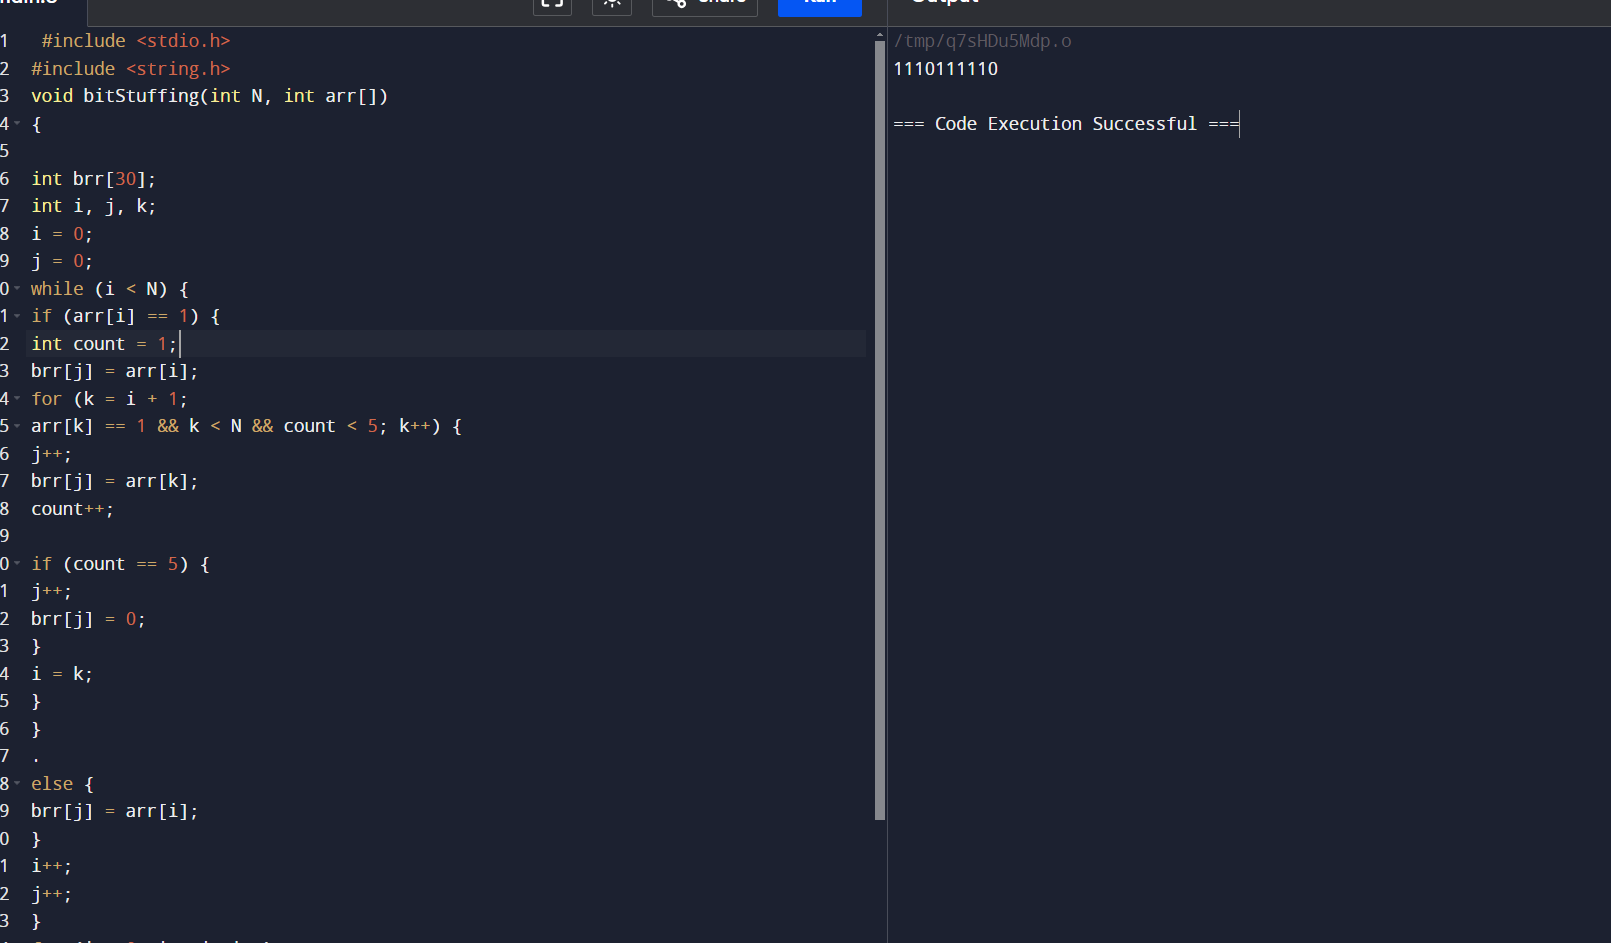 Share
Run
Output
1 #include <stdio.h>
2 #include <string.h>
3 void bitStuffing(int N, int arr[])
4 {
5
6 int brr[30];
7 int i, j, k;
8 i = 0;
9 j = 0;
0 while (i < N) {
1 if (arr[i] == 1) {
2 int count = 1;
3 brr[j] = arr[i];
4 for (k = i + 1;
5 arr[k] == 1 && k < N && count < 5; k++) {
6 j++;
7 brr[j] = arr[k];
8 count++;
9
0 if (count == 5) {
1 j++;
2 brr[j] = 0;
3 }
4 i = k;
5 }
6 }
7 .
8 else {
9 brr[j] = arr[i];
0 }
1 i++;
2 j++;
3 }
/tmp/q7sHDu5Mdp.o
1110111110
=== Code Execution Successful ===